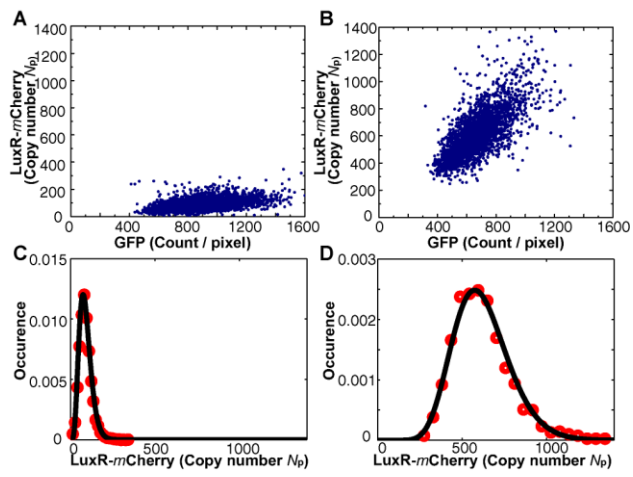 A
B
LuxR-mCherry
(Copy number Np)
1400
1200
1000
800
600
400
200
0
0
400
800
1200
1600
GFP (Count / pixel)
LuxR-mCherry
(Copy number Np)
1400
1200
1000
800
600
400
200
0
0
400
800
1200
1600
GFP (Count / pixel)
C
D
Occurence
0.015
0.010
0.005
0
0
500
1000
LuxR-mCherry (Copy number Np)
Occurence
0.003
0.002
0.001
0
0
500
1000
LuxR-mCherry (Copy number Np)